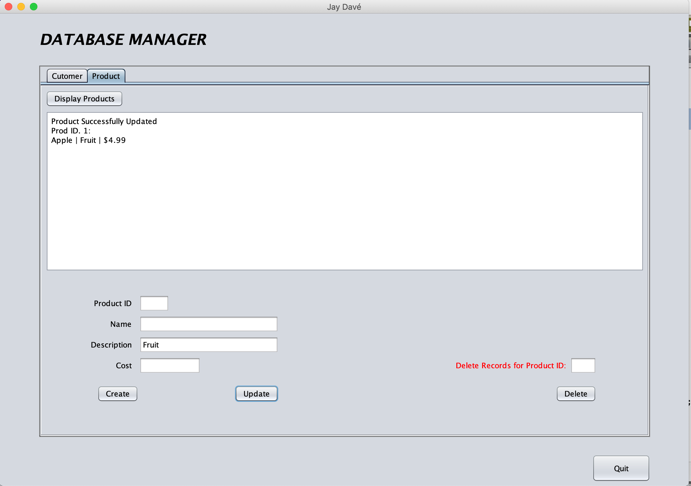 Jay Davé
DATABASE MANAGER
Cutomer
Product
Display Products
Product Successfully Updated
Prod ID. 1:
Apple | Fruit | $4.99
Product ID
Name
Description
Fruit
Cost
Delete Records for Product ID:
Create
Update
Delete
Quit